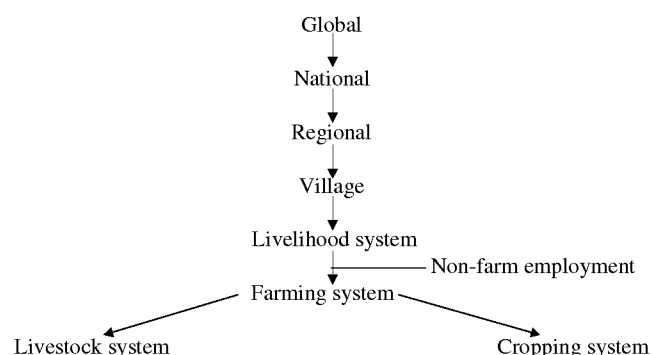 Global
National
Regional
Village
Livelihood system
Non-farm employment
Farming system
Livestock system
Cropping system